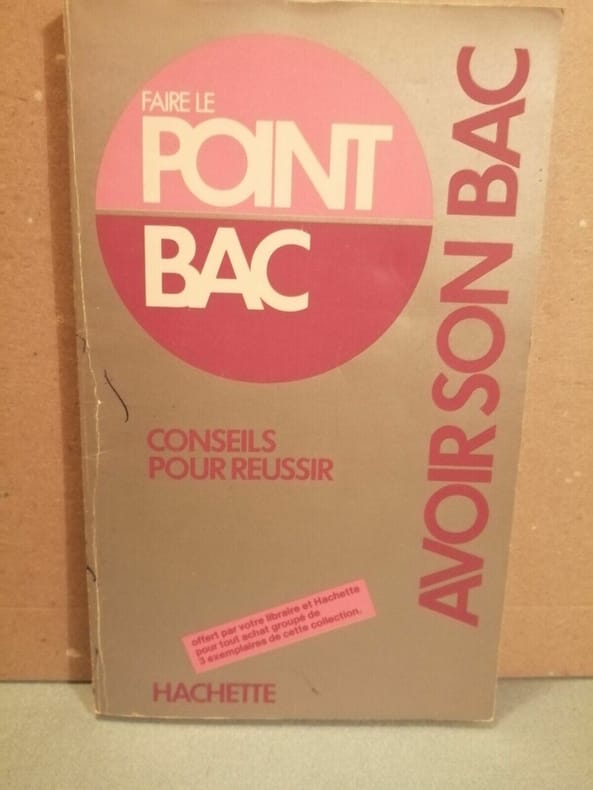 FAIRE LE
POINT
BAC
AVOIR SON BAC
CONSEILS
POUR REUSSIR
offert par votre libraire et Hachette
pour tout achat groupé de
3 exemplaires de cette collection.
HACHETTE